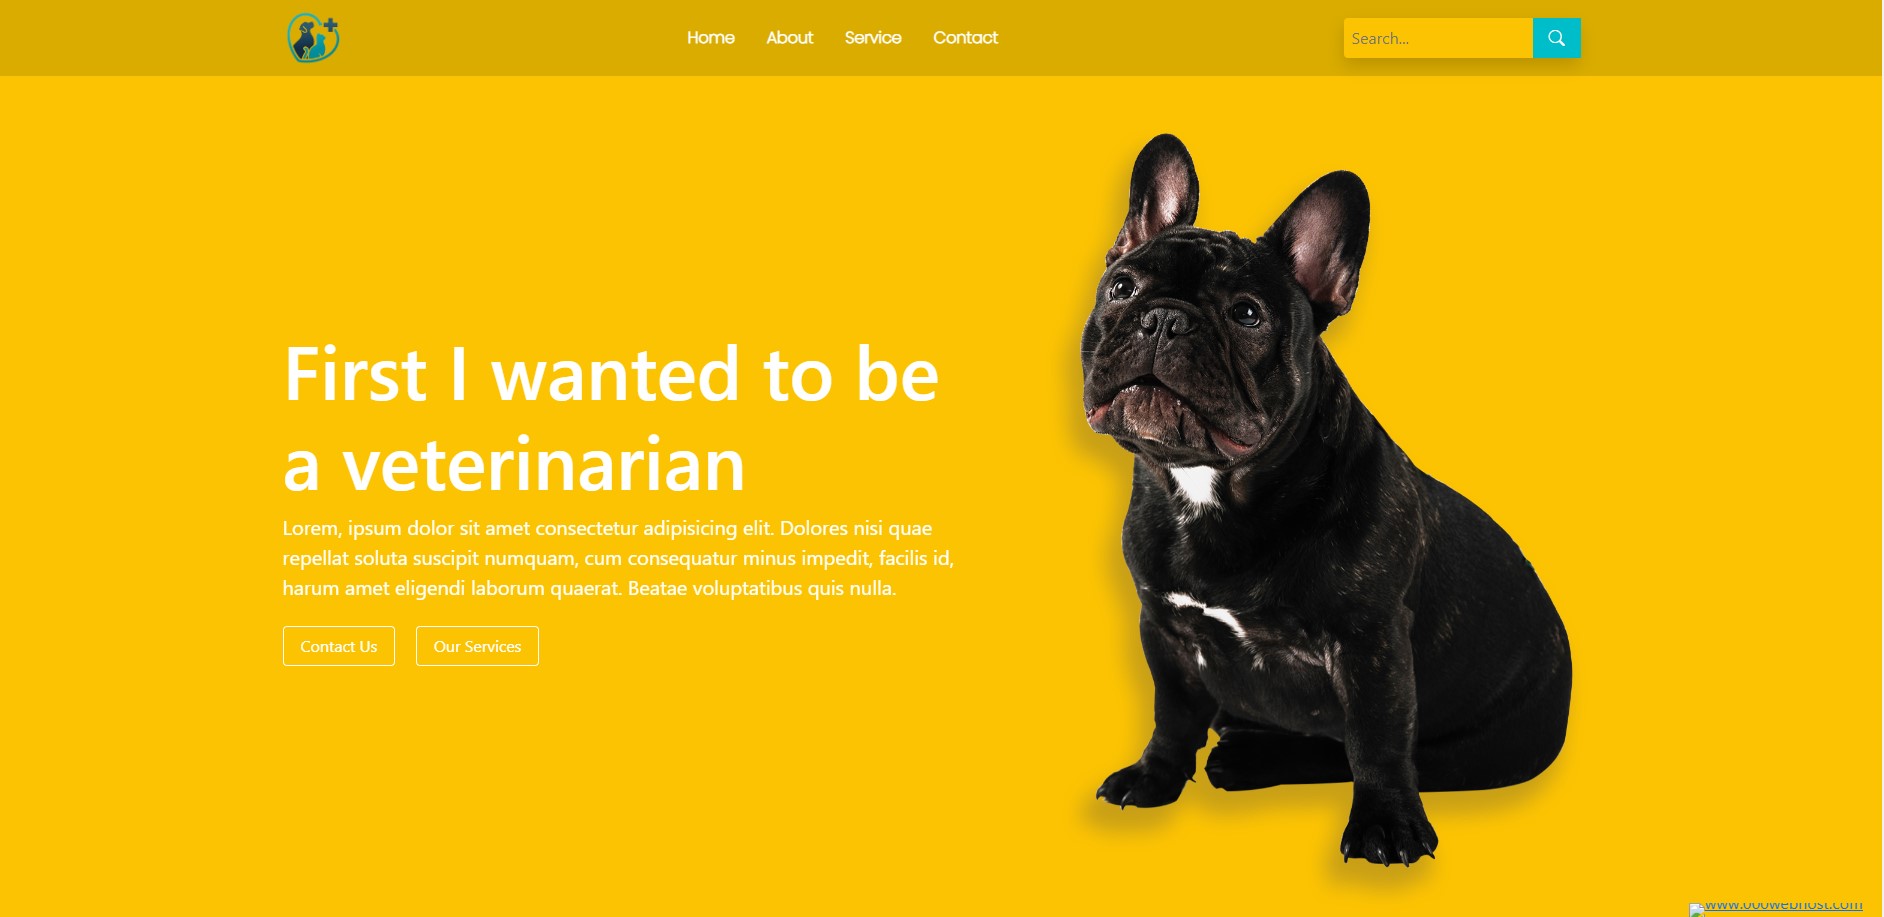 Home About Service Contact
Search...
First I wanted to be
a veterinarian
Lorem, ipsum dolor sit amet consectetur adipisicing elit. Dolores nisi quae
repellat soluta suscipit numquam, cum consequatur minus impedit, facilis id,
harum amet eligendi laborum quaerat. Beatae voluptatibus quis nulla.
Contact Us Our Services
www.000webhost.com